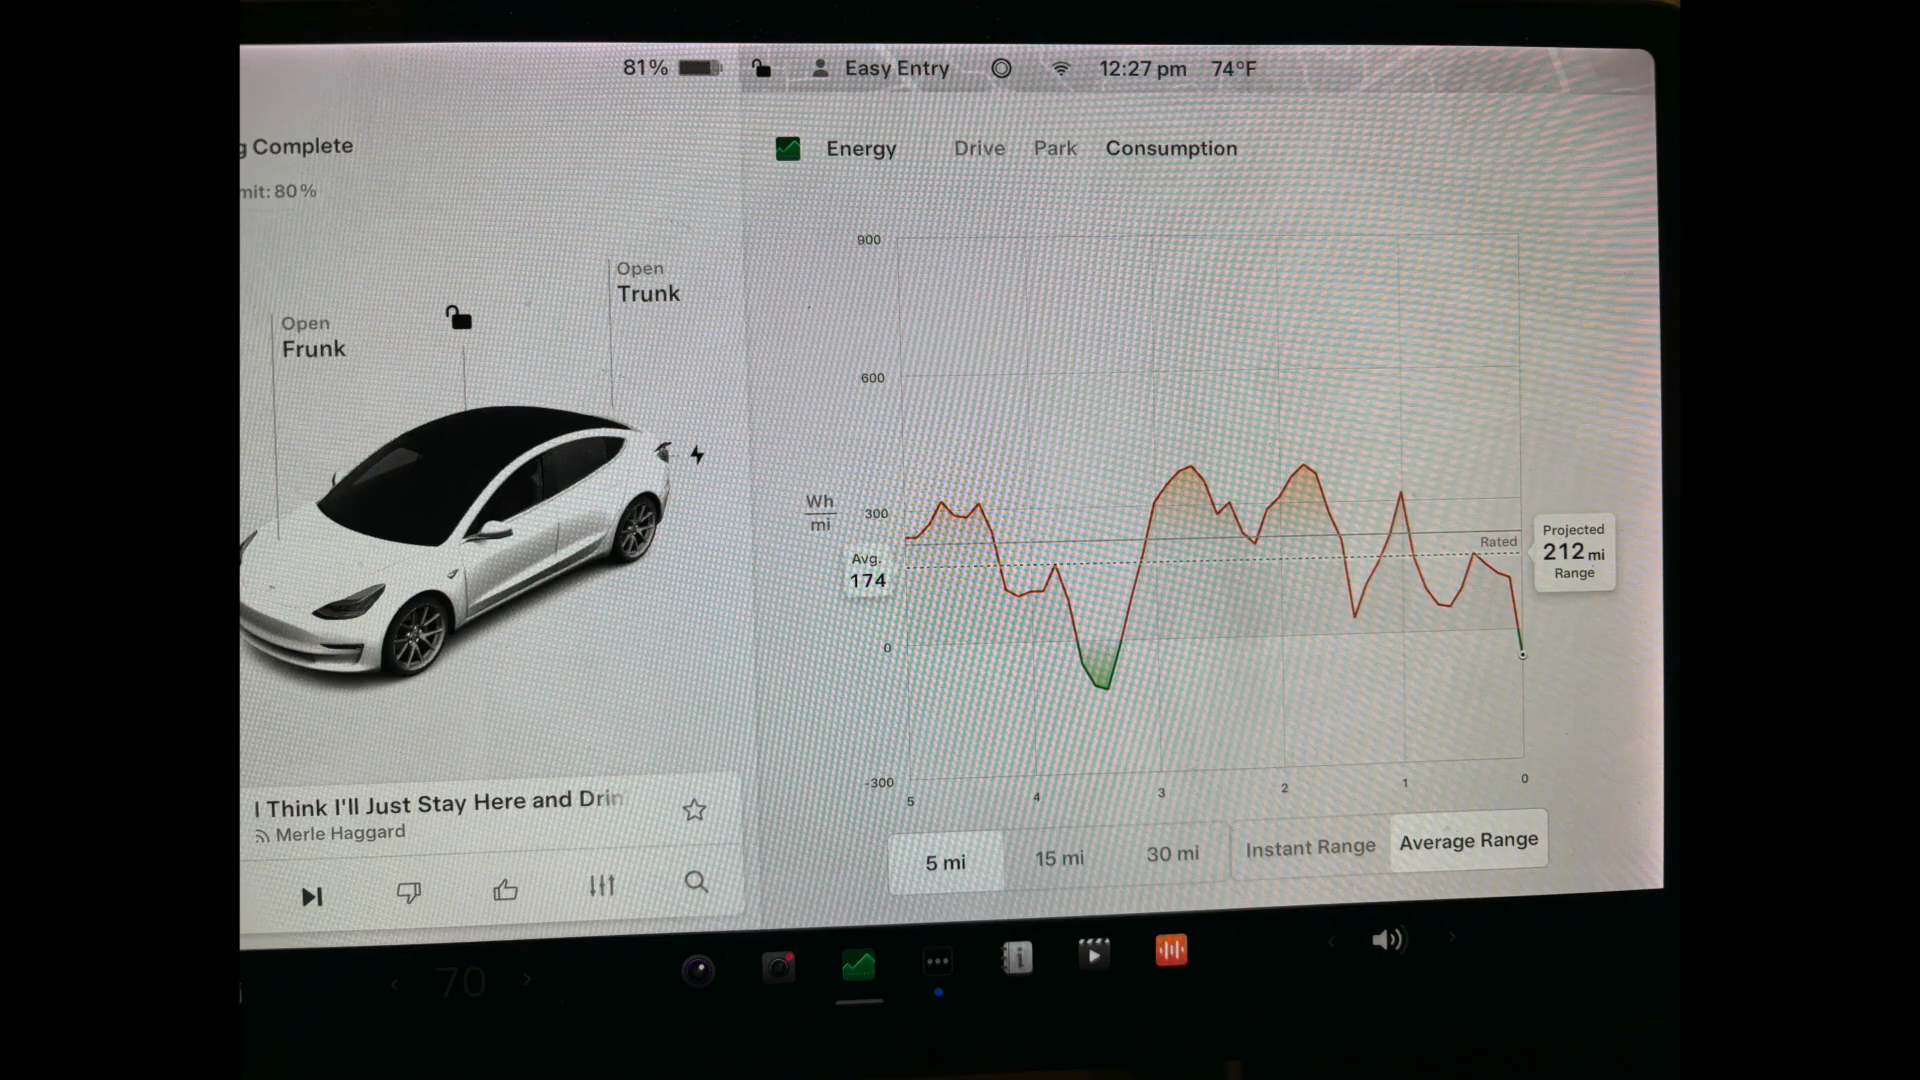 81%
Easy Entry
12:27 pm
74°F
g Complete
mit: 80%
Open
Trunk
Open
Frunk
Energy
Drive
Park
Consumption
900
600
300
0
-300
Wh
mi
Avg.
174
Rated
Projected
212 mi
Range
5
4
3
2
1
0
5 mi
15 mi
30 mi
Instant Range
Average Range
I Think I'll Just Stay Here and Drin
Merle Haggard
70